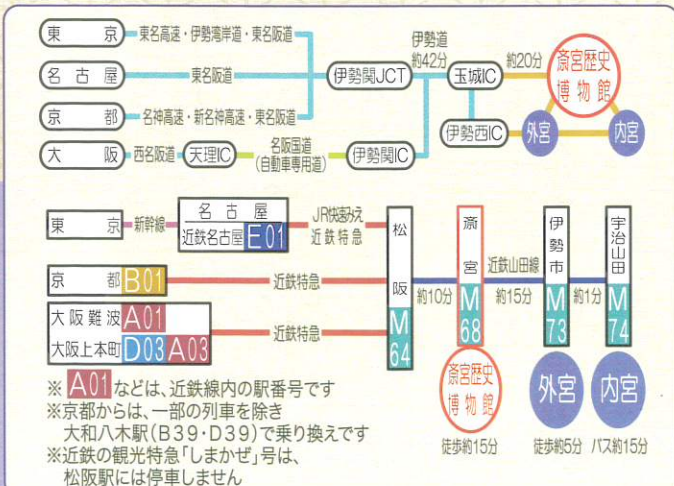 東京
東名高速・伊勢湾岸道・東名阪道
名古屋
東名阪道
京都
名神高速・新名神高速・東名阪道
大阪
西名阪道
天理IC
名阪国道
(自動車専用道)
伊勢関IC
伊勢関JCT
伊勢道
約42分
玉城IC
約20分
伊勢西IC
斎宮歴史
博物館
外宮
内宮
東京
新幹線
名古屋
近鉄名古屋 E01
JR快速みえ
近鉄特急
京都 B01
近鉄特急
大阪難波 A01
大阪上本町 D03 A03
近鉄特急
松阪
M
64
約10分
斎宮
M
68
近鉄山田線
約15分
伊勢市
M
73
約1分
宇治山田
M
74
斎宮歴史
博物館
徒歩約15分
外宮
徒歩約5分
内宮
バス約15分
※A01などは、近鉄線内の駅番号です
※京都からは、一部の列車を除き
大和八木駅(B39・D39)で乗り換えです
※近鉄の観光特急「しまかぜ」号は、
松阪駅には停車しません